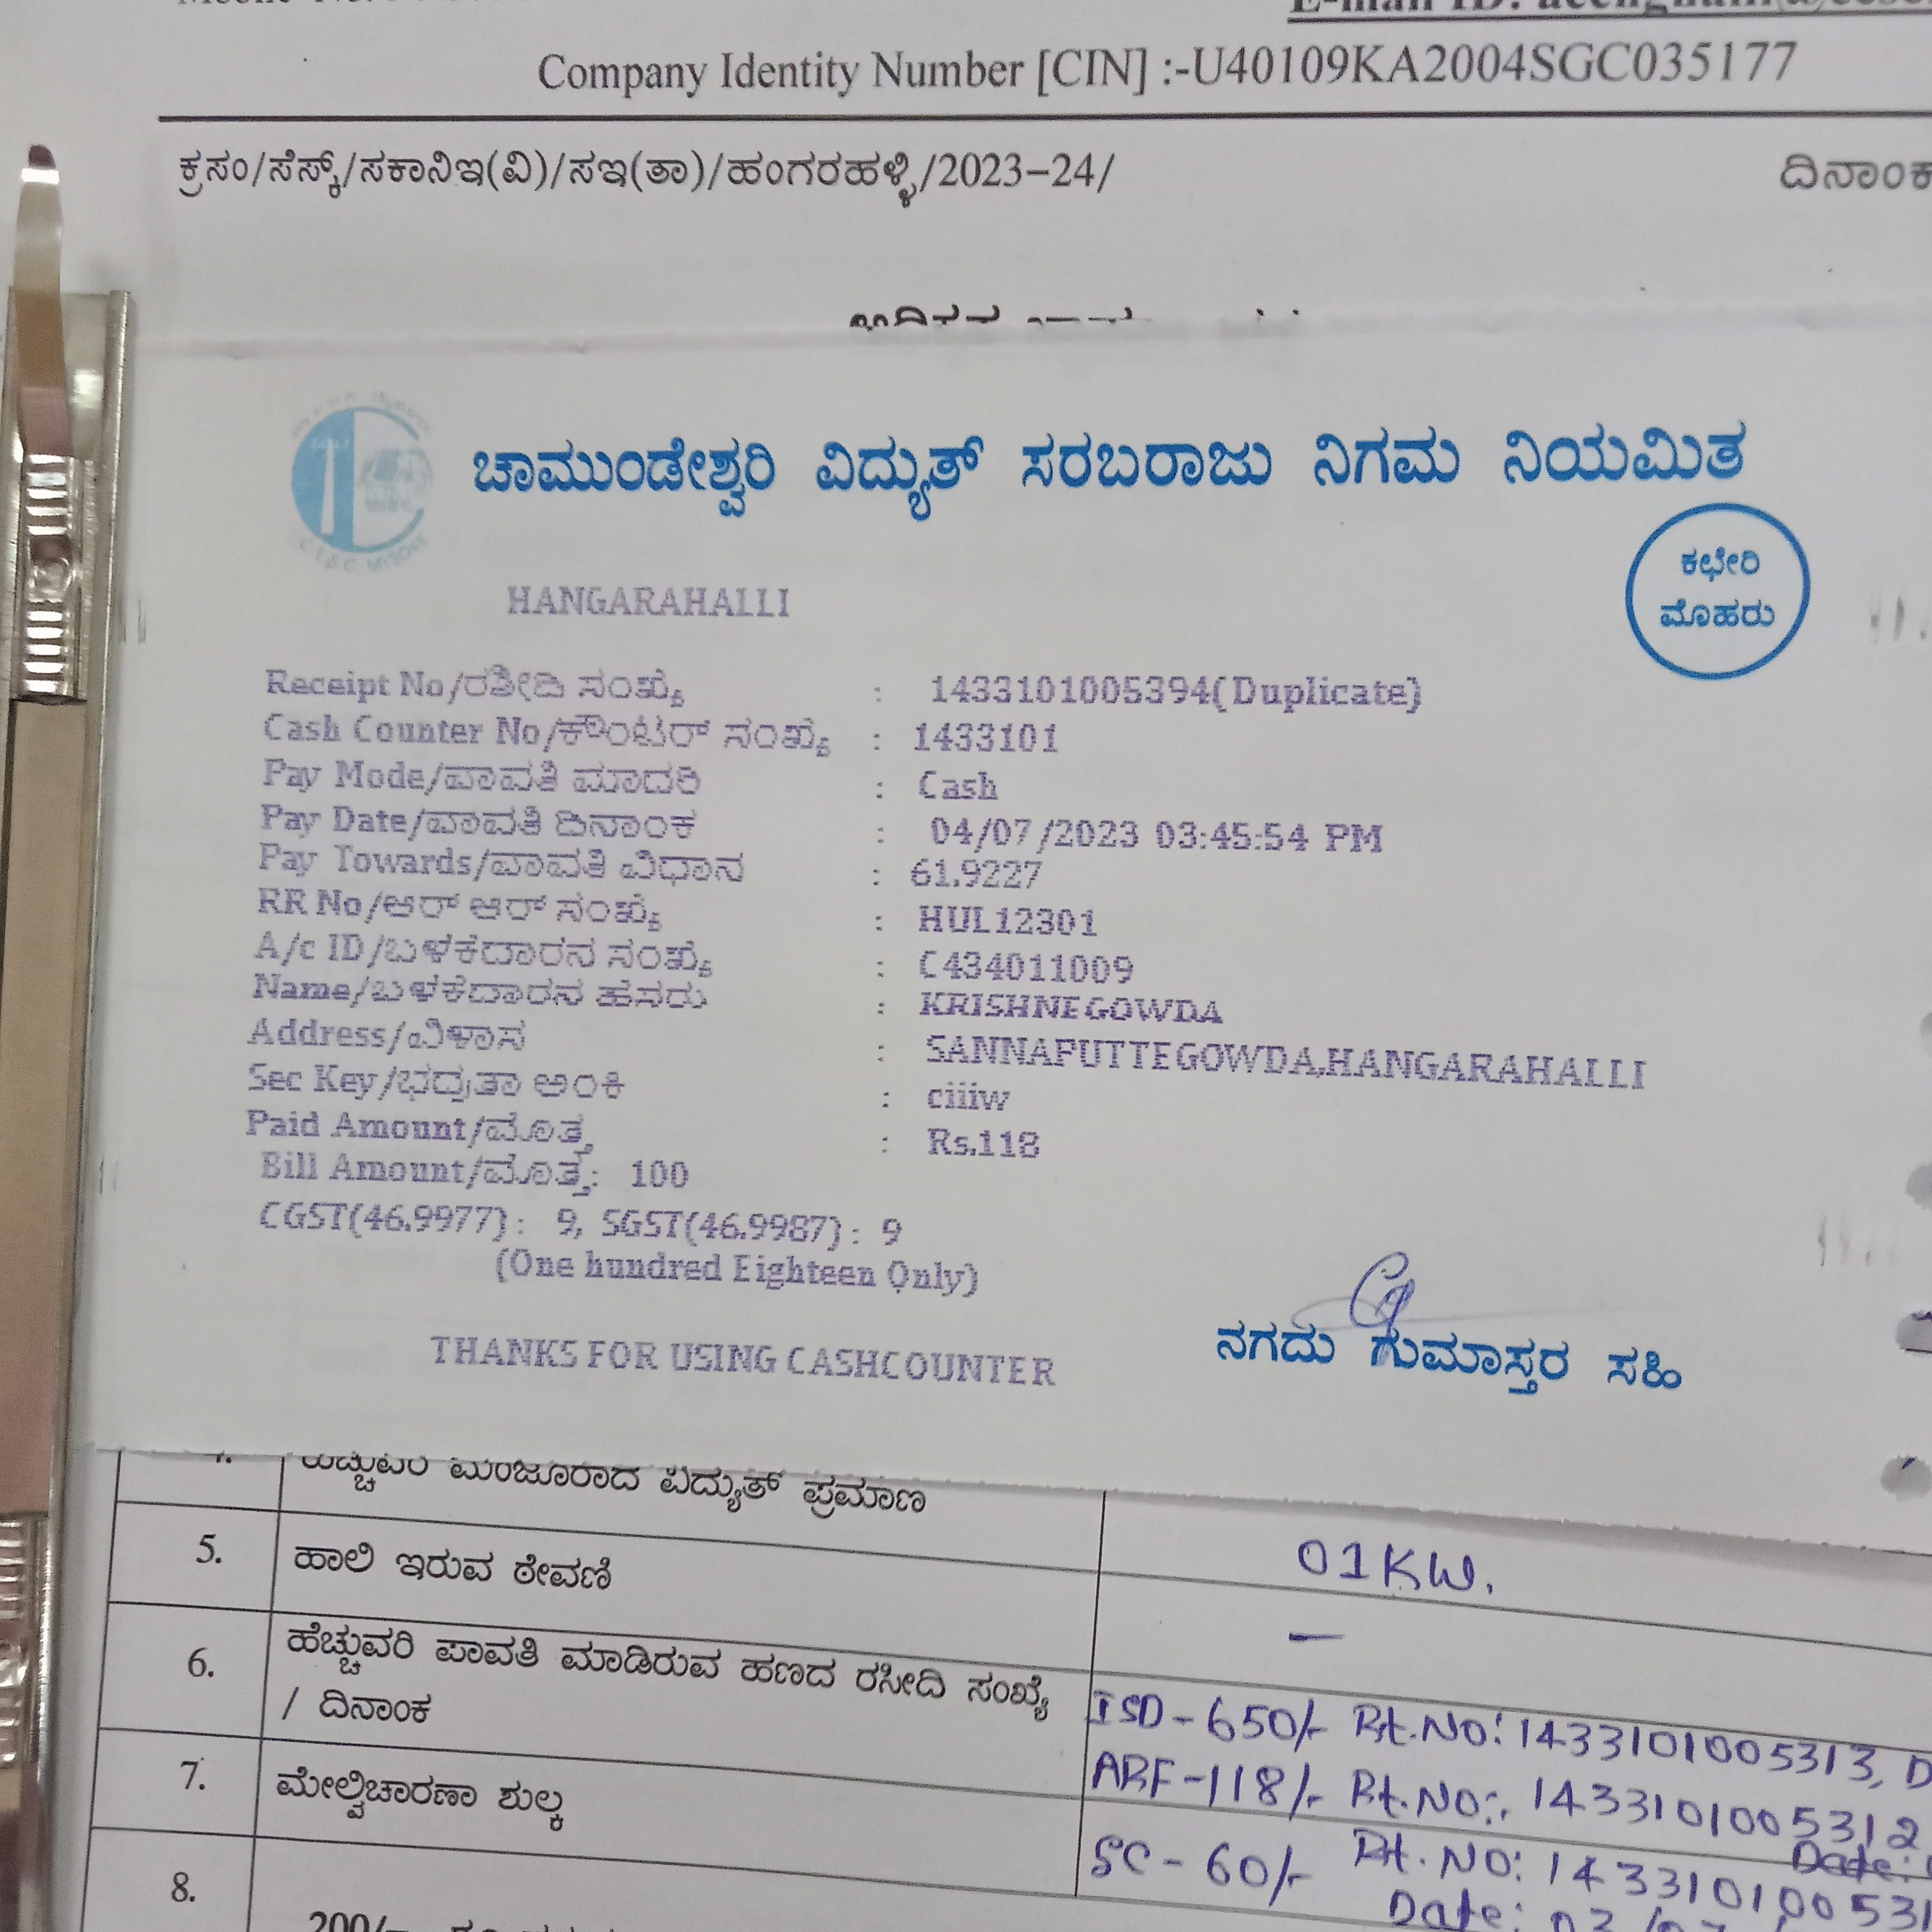 Company Identity Number [CIN] :-U40109KA2004SGC035177
ಕ್ರಸಂ/ಸೆಸ್ಕ್/ಸಕಾನಿಇ(ವಿ)/ಸಇ(ತಾ)/ಹಂಗರಹಳ್ಳಿ/2023-24/ ದಿನಾಂಕ
ಚಾಮುಂಡೇಶ್ವರಿ ವಿದ್ಯುತ್ ಸರಬರಾಜು ನಿಗಮ ನಿಯಮಿತ
ಕಛೇರಿ
ಮೊಹರು
HANGARAHALLI
Receipt No/ರಶೀದಿ ಸಂಖ್ಯೆ : 1433101005394(Duplicate)
Cash Counter No/ಕೌಂಟರ್ ಸಂಖ್ಯೆ : 1433101
Pay Mode/ಪಾವತಿ ಮಾದರಿ : Cash
Pay Date/ಪಾವತಿ ದಿನಾಂಕ : 04/07/2023 03:45:54 PM
Pay Towards/ಪಾವತಿ ವಿಧಾನ : 61.9227
RR No/ಆರ್ ಆರ್ ಸಂಖ್ಯೆ : HUL12301
A/c ID/ಬಳಕೆದಾರನ ಸಂಖ್ಯೆ : C434011009
Name/ಬಳಕೆದಾರನ ಹೆಸರು : KRISHNEGOWDA
Address/ವಿಳಾಸ : SANNAPUTTEGOWDA,HANGARAHALLI
Sec Key/ಭದ್ರತಾ ಅಂಕಿ : ciiiw
Paid Amount/ಮೊತ್ತ : Rs.118
Bill Amount/ಮೊತ್ತ: 100
CGST(46.9977): 9, SGST(46.9987): 9
(One hundred Eighteen Only)
THANKS FOR USING CASHCOUNTER
ನಗದು ಗುಮಾಸ್ತರ ಸಹಿ
ಹೆಚ್ಚುವರಿ ಮಂಜೂರಾದ ವಿದ್ಯುತ್ ಪ್ರಮಾಣ 01KW.
5. ಹಾಲಿ ಇರುವ ಠೇವಣಿ —
6. ಹೆಚ್ಚುವರಿ ಪಾವತಿ ಮಾಡಿರುವ ಹಣದ ರಸೀದಿ ಸಂಖ್ಯೆ ISD-650/- Rt.No: 1433101005313,
/ ದಿನಾಂಕ ARF-118/- Rt.No:. 1433101005312
7. ಮೇಲ್ವಿಚಾರಣಾ ಶುಲ್ಕ SC-60/- Rt.NO: 14331010053
Date:
8.
200/-